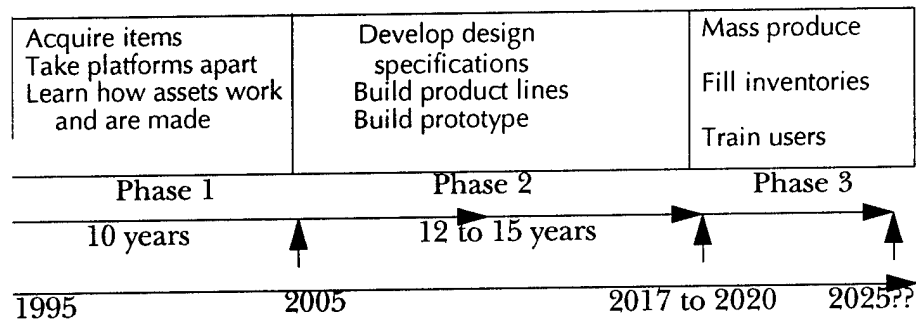 Acquire items
Take platforms apart
Learn how assets work
and are made
Develop design
specifications
Build product lines
Build prototype
Mass produce
Fill inventories
Train users
Phase 1
Phase 2
Phase 3
10 years
12 to 15 years
1995
2005
2017 to 2020
2025??